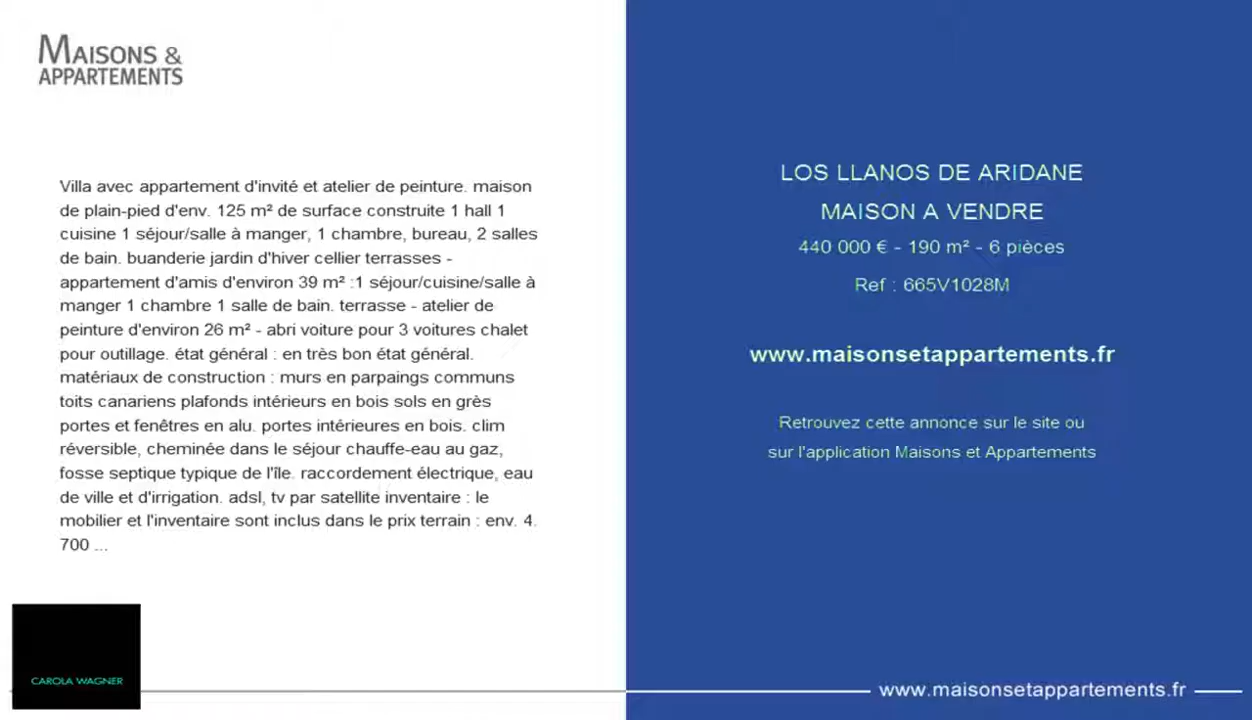 MAISONS &
APPARTEMENTS
Villa avec appartement d'invité et atelier de peinture. maison
de plain-pied d'env. 125 m² de surface construite 1 hall 1
cuisine 1 séjour/salle à manger, 1 chambre, bureau, 2 salles
de bain. buanderie jardin d'hiver cellier terrasses -
appartement d'amis d'environ 39 m² :1 séjour/cuisine/salle à
manger 1 chambre 1 salle de bain. terrasse - atelier de
peinture d'environ 26 m² - abri voiture pour 3 voitures chalet
pour outillage. état général : en très bon état général.
matériaux de construction : murs en parpaings communs
toits canariens plafonds intérieurs en bois sols en grès
portes et fenêtres en alu. portes intérieures en bois. clim
réversible, cheminée dans le séjour chauffe-eau au gaz,
fosse septique typique de l'île. raccordement électrique, eau
de ville et d'irrigation. adsl, tv par satellite inventaire : le
mobilier et l'inventaire sont inclus dans le prix terrain : env. 4.
700 ...
CAROLA WAGNER
LOS LLANOS DE ARIDANE
MAISON A VENDRE
440 000 € - 190 m² - 6 pièces
Ref : 665V1028M
www.maisonsetappartements.fr
Retrouvez cette annonce sur le site ou
sur l'application Maisons et Appartements
www.maisonsetappartements.fr